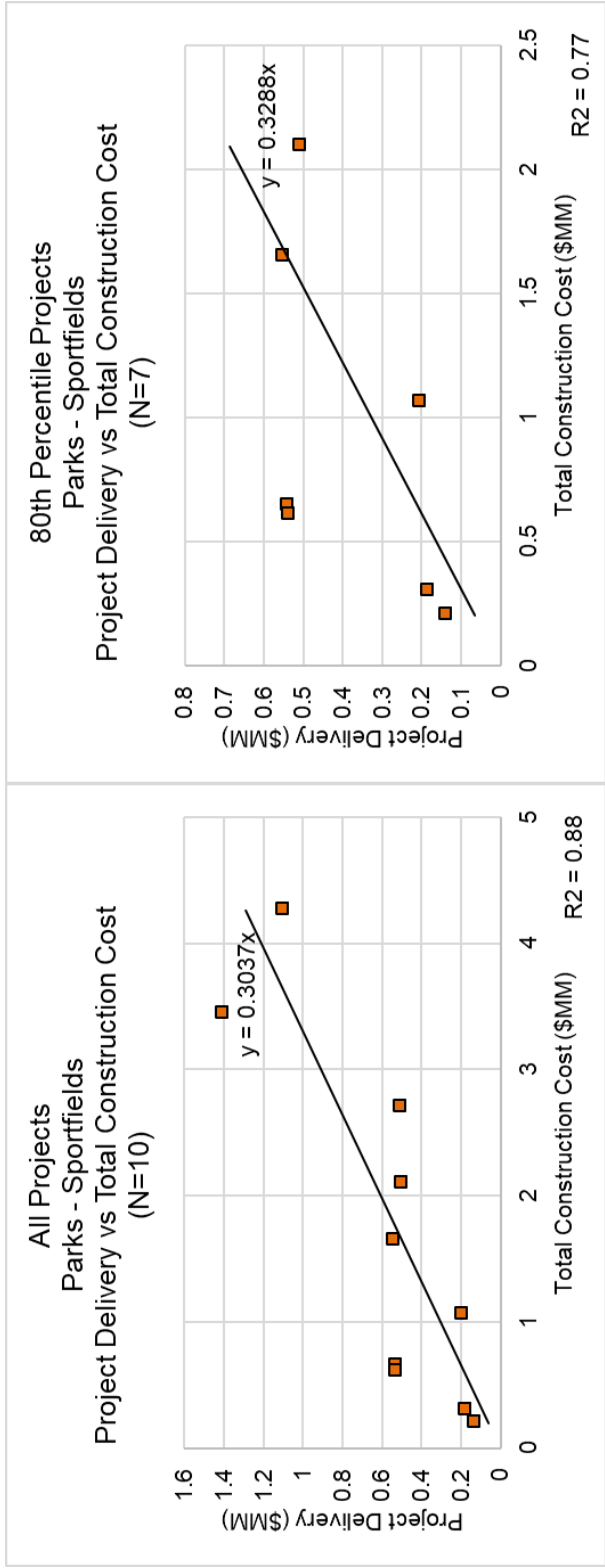 All Projects
Parks - Sportfields
Project Delivery vs Total Construction Cost
(N=10)
Project Delivery ($MM)
1.6
1.4
1.2
1
0.8
0.6
0.4
0.2
0
y = 0.3037x
0
1
2
3
4
5
Total Construction Cost ($MM)
R2 = 0.88
80th Percentile Projects
Parks - Sportfields
Project Delivery vs Total Construction Cost
(N=7)
Project Delivery ($MM)
0.8
0.7
0.6
0.5
0.4
0.3
0.2
0.1
0
y = 0.3288x
0
0.5
1
1.5
2
2.5
Total Construction Cost ($MM)
R2 = 0.77